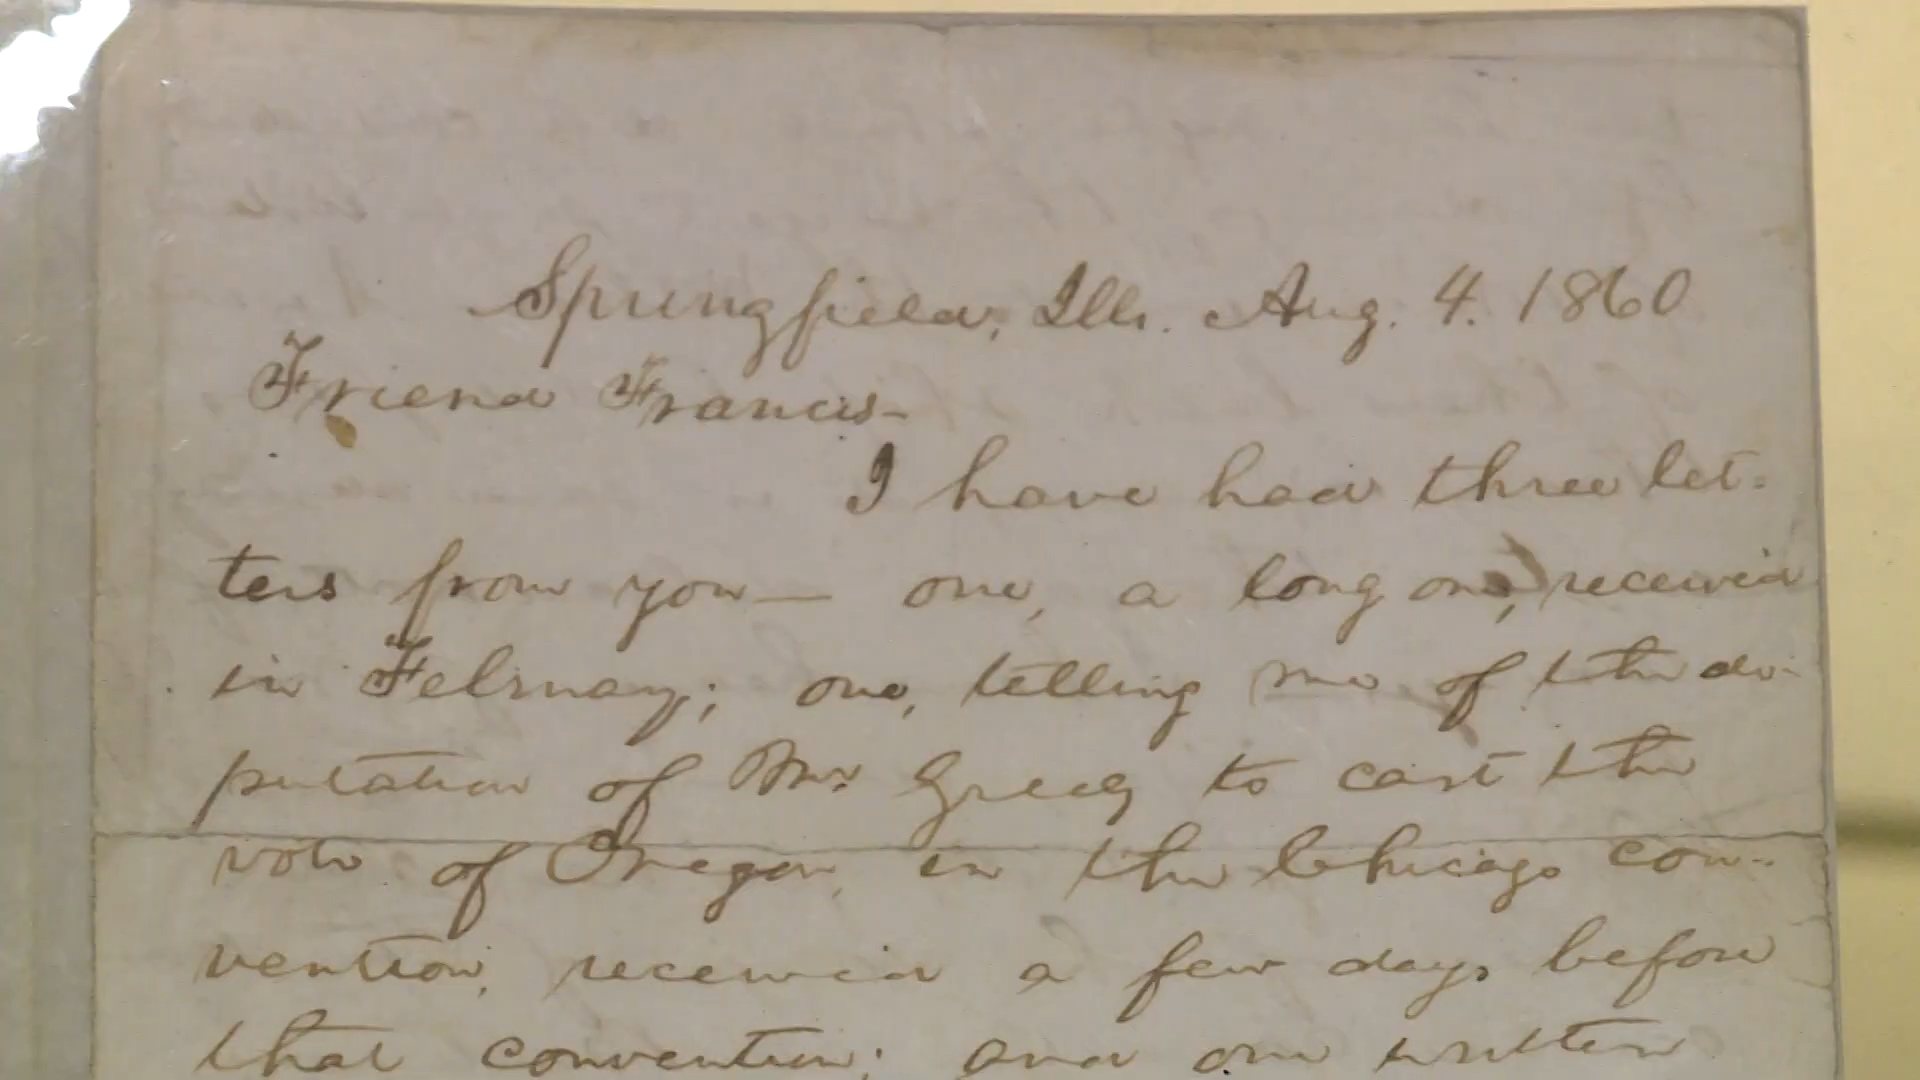 Springfield, Ills. Aug. 4. 1860
Friend Francis—
I have had three let-
ters from you — one, a long one, received
in February; one, telling me of the de-
putation of Mr Greely to cast the
vote of Oregon, in the Chicago con-
vention, received a few days before
that convention; and one written